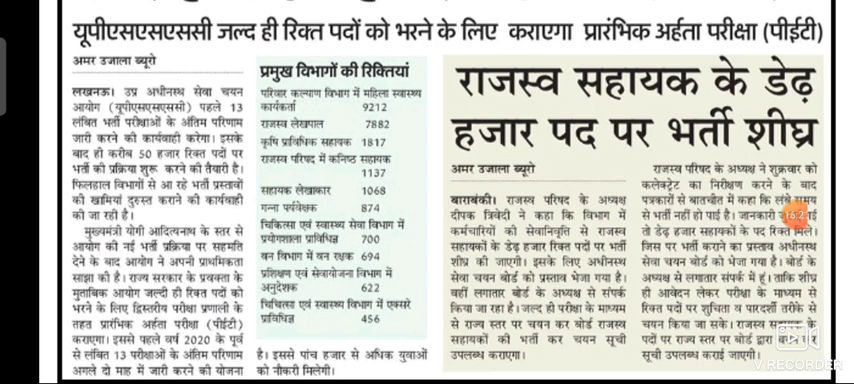 यूपीएसएसएससी जल्द ही रिक्त पदों को भरने के लिए कराएगा प्रारंभिक अर्हता परीक्षा (पीईटी)
अमर उजाला ब्यूरो
लखनऊ। उप्र अधीनस्थ सेवा चयन
आयोग (यूपीएसएसएससी) पहले 13
लंबित भर्ती परीक्षाओं के अंतिम परिणाम
जारी करने की कार्यवाही करेगा। इसके
बाद ही करीब 50 हजार रिक्त पदों पर
भर्ती की प्रक्रिया शुरू करने की तैयारी है।
फिलहाल विभागों से आ रहे भर्ती प्रस्तावों
की खामियां दुरुस्त कराने की कार्यवाही
की जा रही है।
मुख्यमंत्री योगी आदित्यनाथ के स्तर से
आयोग की नई भर्ती प्रक्रिया पर सहमति
देने के बाद आयोग ने अपनी प्राथमिकता
साझा की है। राज्य सरकार के प्रवक्ता के
मुताबिक आयोग जल्दी ही रिक्त पदों को
भरने के लिए द्विस्तरीय परीक्षा प्रणाली के
तहत प्रारंभिक अर्हता परीक्षा (पीईटी)
कराएगा। इससे पहले वर्ष 2020 के पूर्व
से लंबित 13 परीक्षाओं के अंतिम परिणाम
अगले दो माह में जारी करने की योजना
प्रमुख विभागों की रिक्तियां
परिवार कल्याण विभाग में महिला स्वास्थ्य
कार्यकर्ता 9212
राजस्व लेखपाल 7882
कृषि प्राविधिक सहायक 1817
राजस्व परिषद में कनिष्ठ सहायक
1137
सहायक लेखाकार 1068
गन्ना पर्यवेक्षक 874
चिकित्सा एवं स्वास्थ्य सेवा विभाग में
प्रयोगशाला प्राविधिज्ञ 700
वन विभाग में वन रक्षक 694
प्रशिक्षण एवं सेवायोजन विभाग में
अनुदेशक 622
चिचित्सा एवं स्वास्थ्य विभाग में एक्सरे
प्राविधिज्ञ 456
है। इससे पांच हजार से अधिक युवाओं
को नौकरी मिलेगी।
राजस्व सहायक के डेढ़
हजार पद पर भर्ती शीघ्र
अमर उजाला ब्यूरो
बाराबंकी। राजस्व परिषद के अध्यक्ष
दीपक त्रिवेदी ने कहा कि विभाग में
कर्मचारियों की सेवानिवृति से राजस्व
सहायकों के डेढ़ हजार रिक्त पदों पर भर्ती
शीघ्र की जाएगी। इसके लिए अधीनस्थ
सेवा चयन बोर्ड को प्रस्ताव भेजा गया है।
वहीं लगातार बोर्ड के अध्यक्ष से संपर्क
किया जा रहा है। जल्द ही परीक्षा के माध्यम
से राज्य स्तर पर चयन कर बोर्ड राजस्व
सहायकों की भर्ती कर चयन सूची
उपलब्ध कराएगा।
राजस्व परिषद के अध्यक्ष ने शुक्रवार को
कलेक्ट्रेट का निरीक्षण करने के बाद
पत्रकारों से बातचीत में कहा कि लंबे समय
से भर्ती नहीं हो पाई है। जानकारी
तो डेढ़ हजार सहायकों के पद रिक्त मिले।
जिस पर भर्ती कराने का प्रस्ताव अधीनस्थ
सेवा चयन बोर्ड को भेजा गया है। बोर्ड के
अध्यक्ष से लगातार संपर्क में हूं। ताकि शीघ्र
ही आवेदन लेकर परीक्षा के माध्यम से
रिक्त पदों पर शुचिता व पारदर्शी तरीके से
चयन किया जा सके। राजस्व
पदों पर राज्य स्तर पर बोर्ड द्वारा
सूची उपलब्ध कराई जाएगी।
V RECORDER